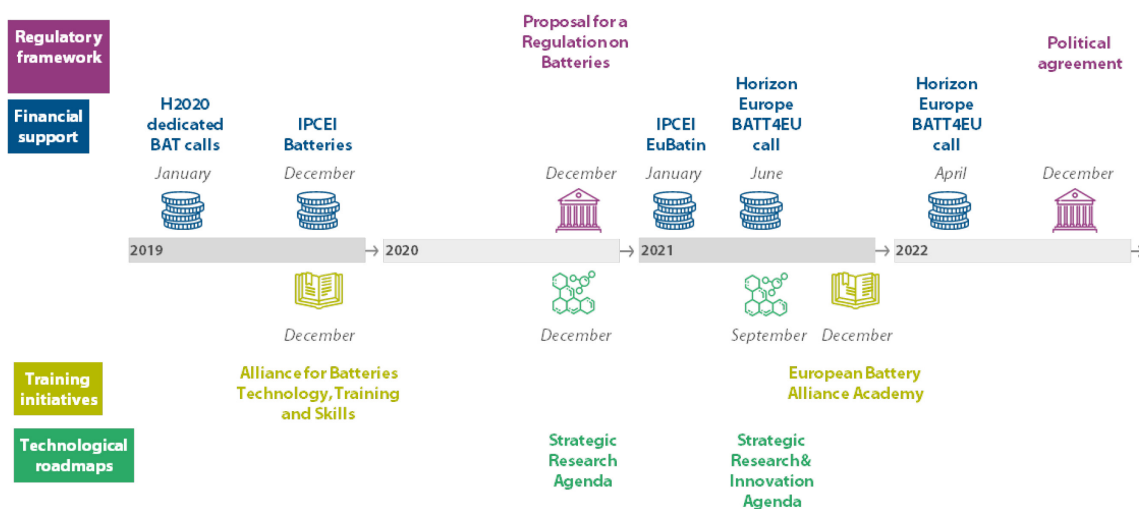 Regulatory
framework
Proposal for a
Regulation on
Batteries
Political
agreement
Financial
support
H2020
dedicated
BAT calls
IPCEI
Batteries
IPCEI
EuBatin
Horizon
Europe
BATT4EU
call
Horizon
Europe
BATT4EU
call
January
December
December
January
June
April
December
2019
2020
2021
2022
December
December
September
December
Training
initiatives
Alliance for Batteries
Technology, Training
and Skills
European Battery
Alliance Academy
Technological
roadmaps
Strategic
Research
Agenda
Strategic
Research &
Innovation
Agenda